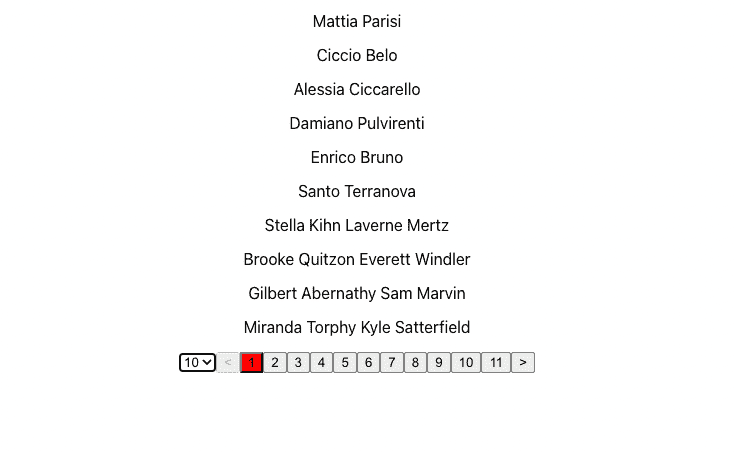 Mattia Parisi
Ciccio Belo
Alessia Ciccarello
Damiano Pulvirenti
Enrico Bruno
Santo Terranova
Stella Kihn Laverne Mertz
Brooke Quitzon Everett Windler
Gilbert Abernathy Sam Marvin
Miranda Torphy Kyle Satterfield
10 < 1 2 3 4 5 6 7 8 9 10 11 >